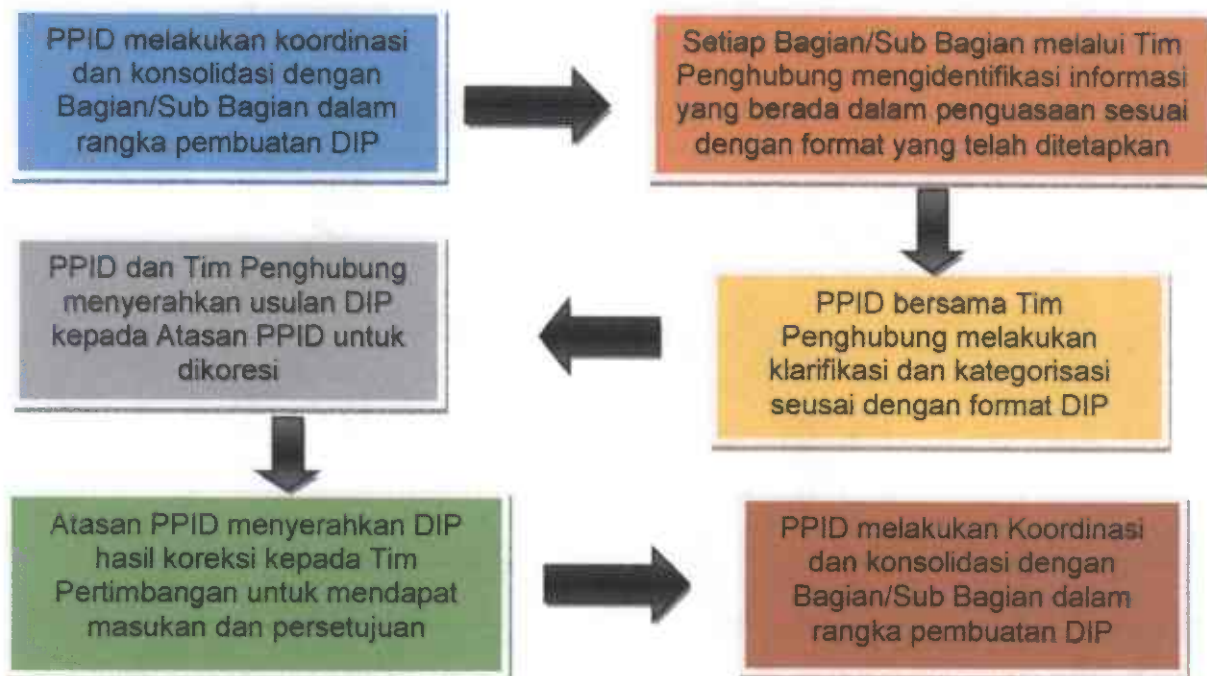 PPID melakukan koordinasi
dan konsolidasi dengan
Bagian/Sub Bagian dalam
rangka pembuatan DIP
Setiap Bagian/Sub Bagian melalui Tim
Penghubung mengidentifikasi informasi
yang berada dalam penguasaan sesuai
dengan format yang telah ditetapkan
PPID bersama Tim
Penghubung melakukan
klarifikasi dan kategorisasi
seusai dengan format DIP
PPID dan Tim Penghubung
menyerahkan usulan DIP
kepada Atasan PPID untuk
dikoresi
Atasan PPID menyerahkan DIP
hasil koreksi kepada Tim
Pertimbangan untuk mendapat
masukan dan persetujuan
PPID melakukan Koordinasi
dan konsolidasi dengan
Bagian/Sub Bagian dalam
rangka pembuatan DIP